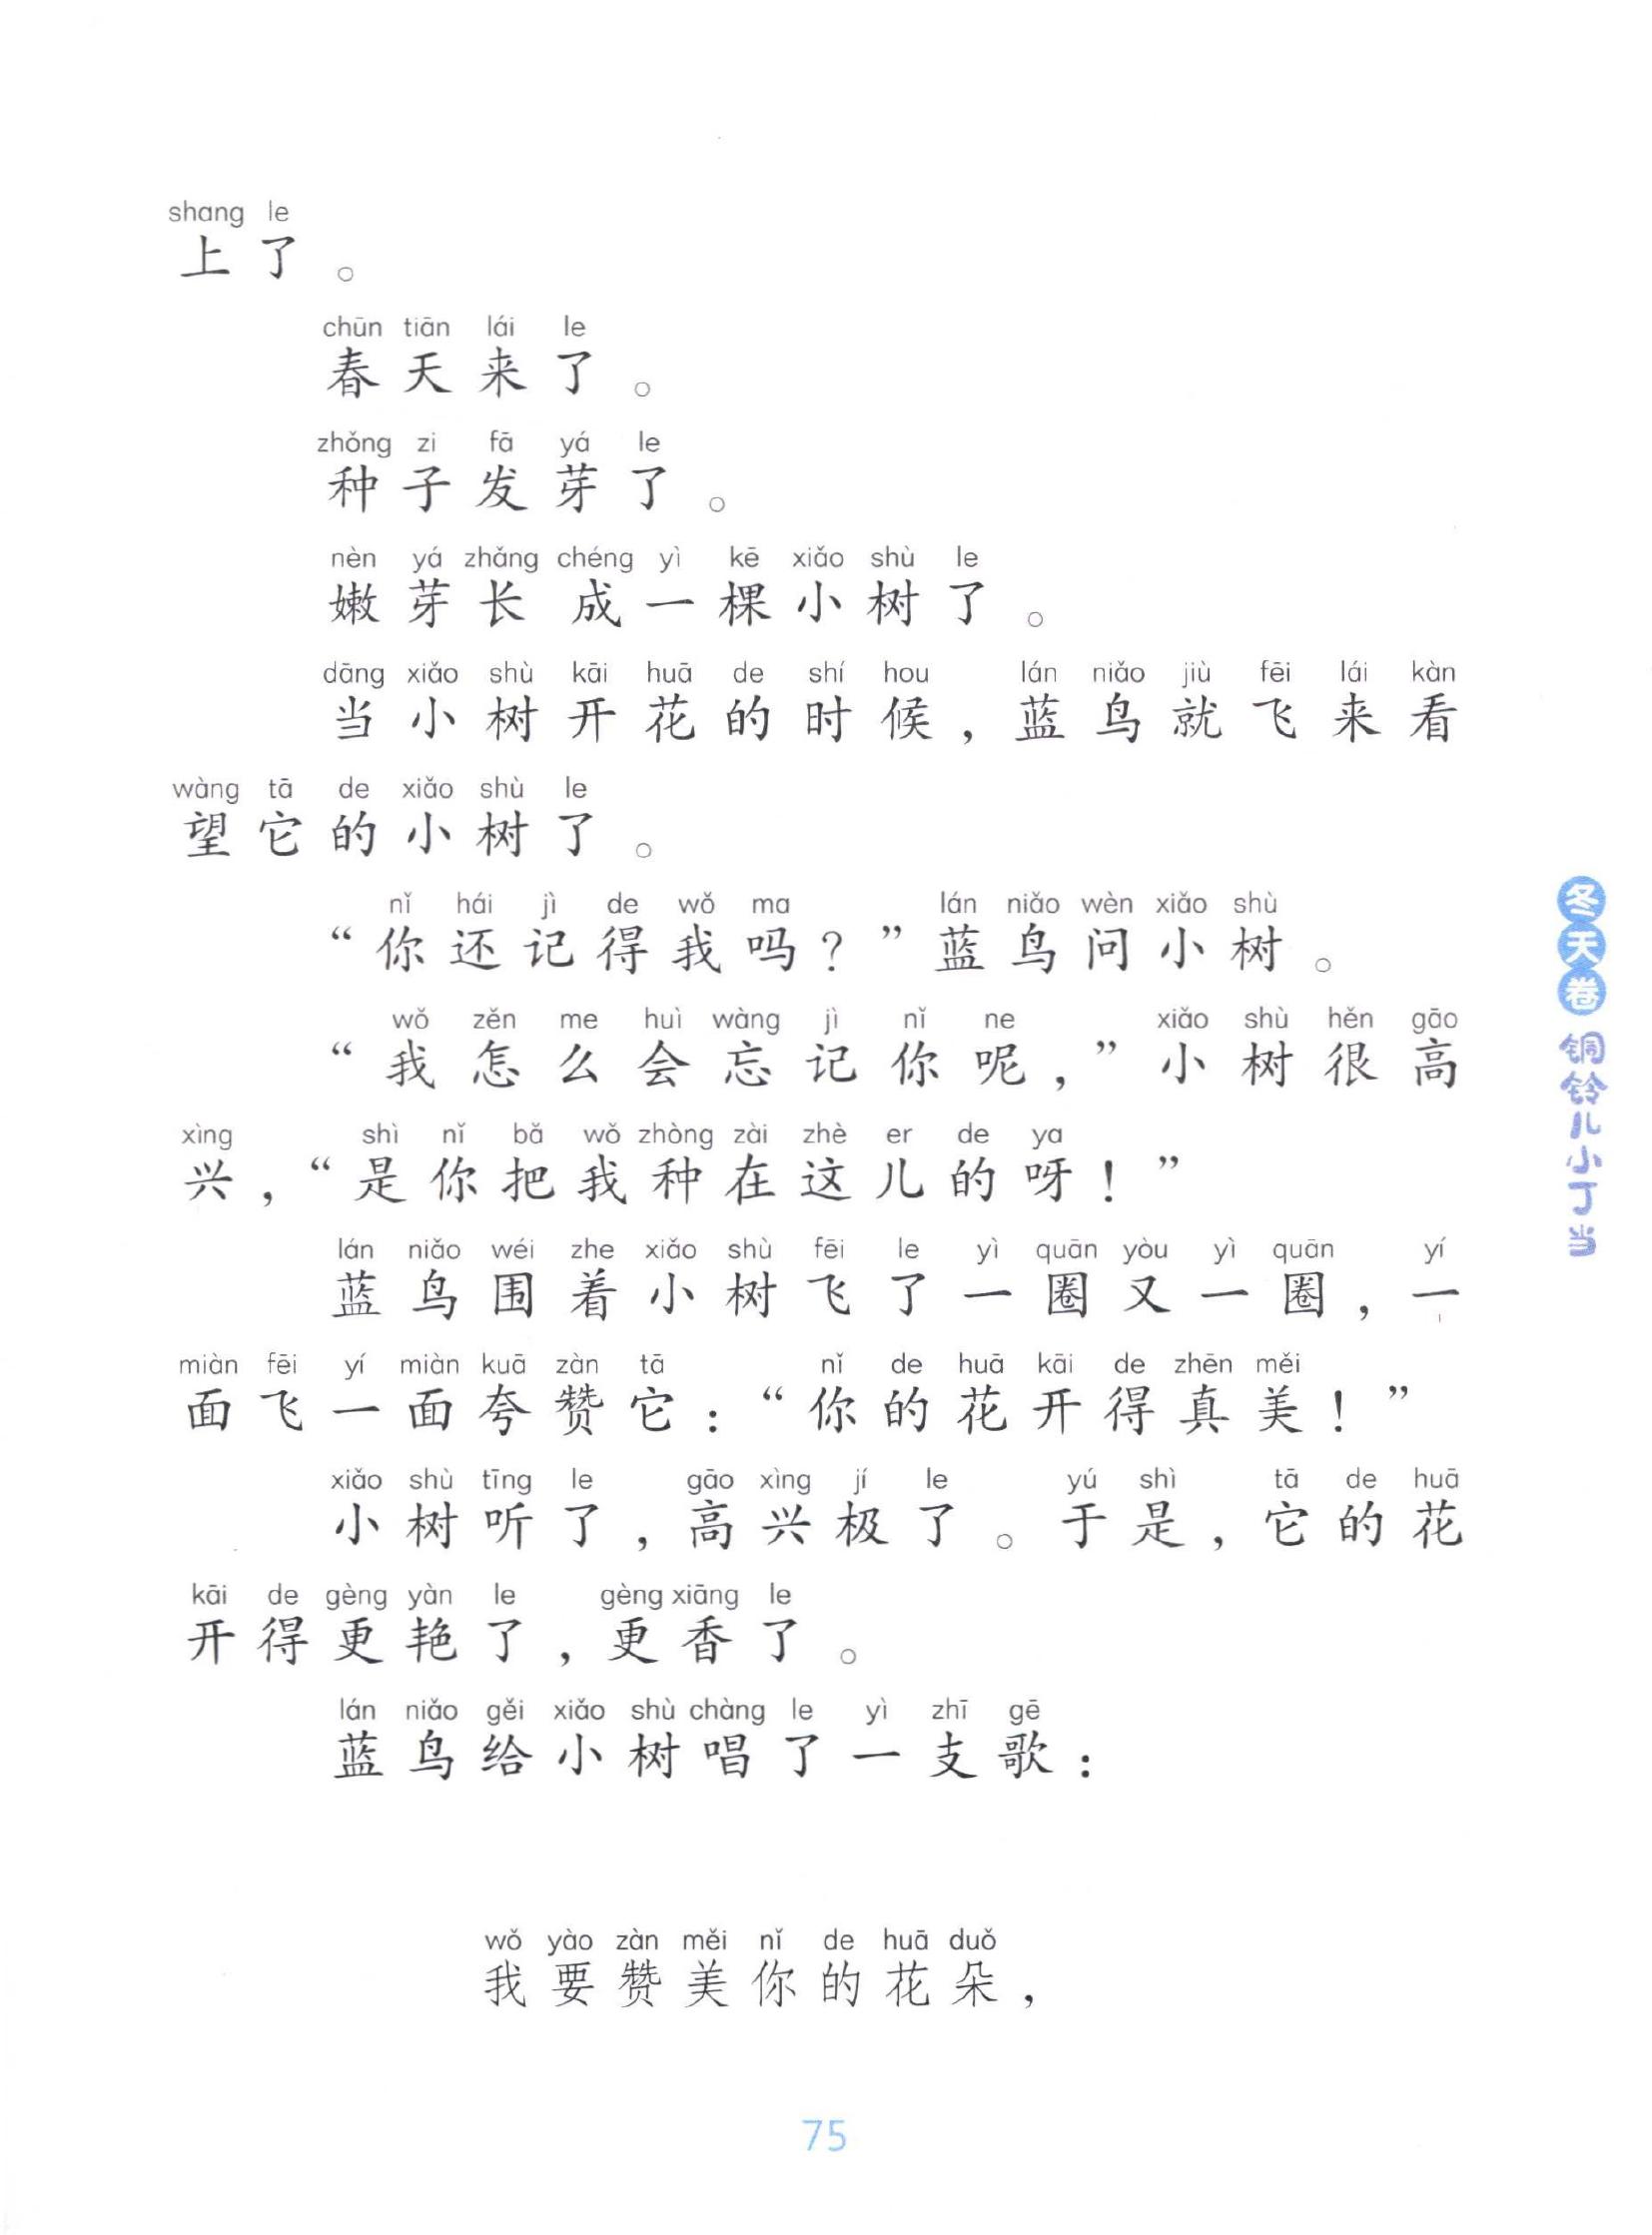 shang le
上了。
chūn tiān lái le
春天来了。
zhǒng zi fā yá le
种子发芽了。
nèn yá zhǎng chéng yì kē xiǎo shù le
嫩芽长成一棵小树了。
dāng xiǎo shù kāi huā de shí hou lán niǎo jiù fēi lái kàn
当小树开花的时候，蓝鸟就飞来看
wàng tā de xiǎo shù le
望它的小树了。
nǐ hái jì de wǒ ma lán niǎo wèn xiǎo shù
“你还记得我吗？”蓝鸟问小树。
wǒ zěn me huì wàng jì nǐ ne xiǎo shù hěn gāo
“我怎么会忘记你呢，”小树很高
xìng shì nǐ bǎ wǒ zhòng zài zhè er de ya
兴，“是你把我种在这儿的呀！”
lán niǎo wéi zhe xiǎo shù fēi le yì quān yòu yì quān yí
蓝鸟围着小树飞了一圈又一圈，一
miàn fēi yí miàn kuā zàn tā nǐ de huā kāi de zhēn měi
面飞一面夸赞它：“你的花开得真美！”
xiǎo shù tīng le gāo xìng jí le yú shì tā de huā
小树听了，高兴极了。于是，它的花
kāi de gèng yàn le gèng xiāng le
开得更艳了，更香了。
lán niǎo gěi xiǎo shù chàng le yì zhī gē
蓝鸟给小树唱了一支歌：
wǒ yào zàn měi nǐ de huā duǒ
我要赞美你的花朵，
冬天卷 铜铃儿小丁当
75